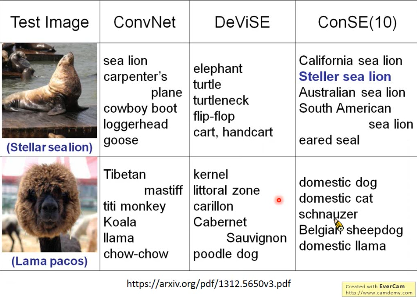 Test Image
ConvNet
DeViSE
ConSE(10)
(Stellar sealion)
sea lion
carpenter's
plane
cowboy boot
loggerhead
goose
elephant
turtle
turtleneck
flip-flop
cart, handcart
California sea lion
Steller sea lion
Australian sea lion
South American
sea lion
eared seal
(Lama pacos)
Tibetan
mastiff
titi monkey
Koala
llama
chow-chow
kernel
littoral zone
carillon
Cabernet
Sauvignon
poodle dog
domestic dog
domestic cat
schnauzer
Belgian sheepdog
domestic llama
https://arxiv.org/pdf/1312.5650v3.pdf
Created with EverCam
http://www.camdemy.com